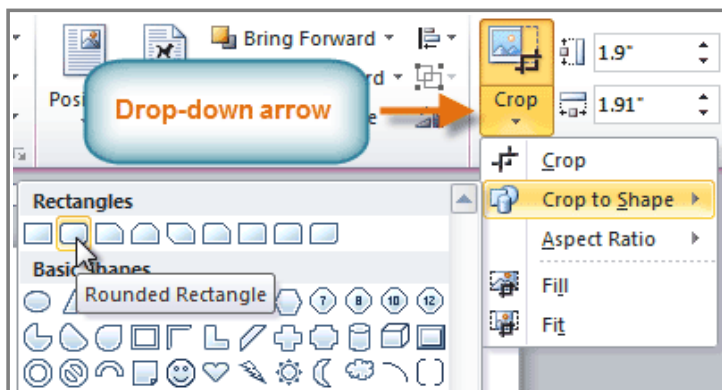 Bring Forward
Posi
rd
e
Drop-down arrow
Crop
1.9"
1.91"
Crop
Crop to Shape
Aspect Ratio
Fill
Fit
Rectangles
Basic Shapes
Rounded Rectangle
7 8 10 12